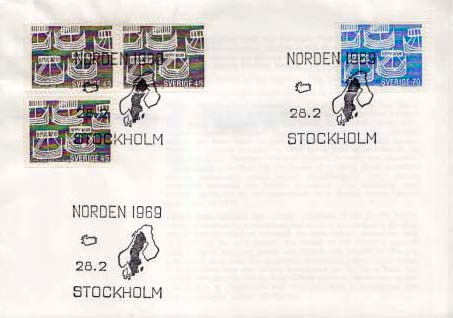 NORDEN 1969
SVERIGE 45
SVERIGE 45
28.2
STOCKHOLM
SVERIGE 45
NORDEN 1969
SVERIGE 70
28.2
STOCKHOLM
NORDEN 1969
28.2
STOCKHOLM